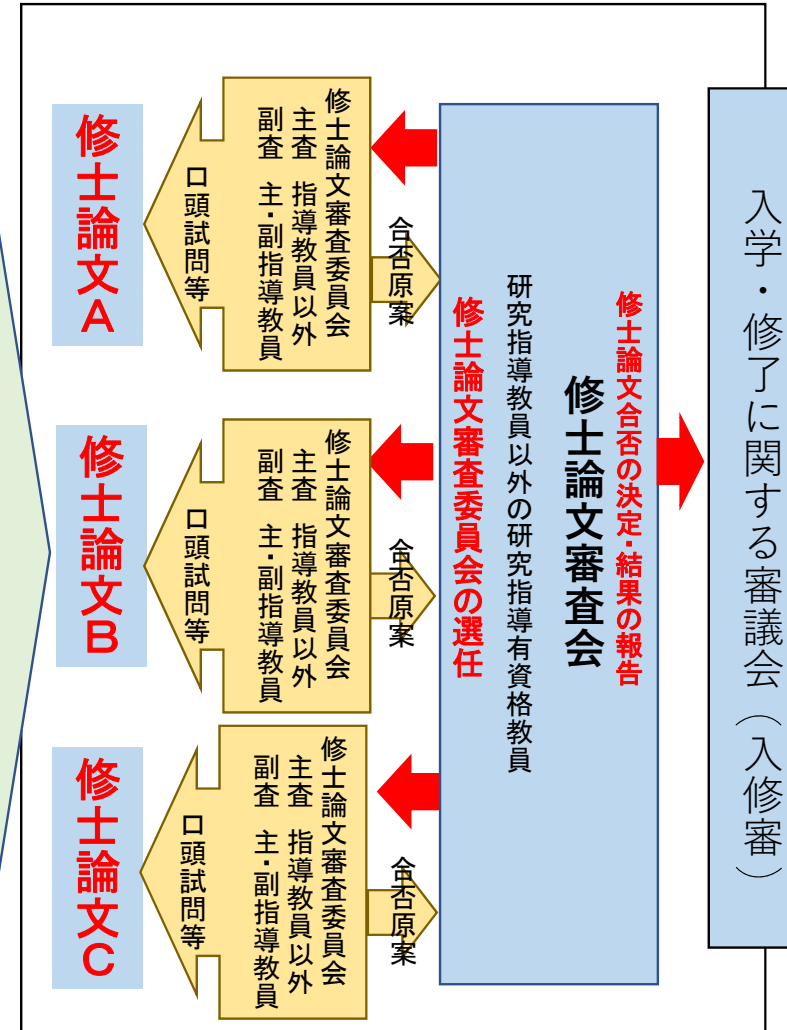 入学・修了に関する審議会（入修審）
修士論文合否の決定・結果の報告
修士論文審査会
研究指導教員以外の研究指導有資格教員
修士論文審査委員会の選任
合否原案
修士論文審査委員会
主査　指導教員以外
副査　主・副指導教員
口頭試問等
修士論文A
合否原案
修士論文審査委員会
主査　指導教員以外
副査　主・副指導教員
口頭試問等
修士論文B
合否原案
修士論文審査委員会
主査　指導教員以外
副査　主・副指導教員
口頭試問等
修士論文C